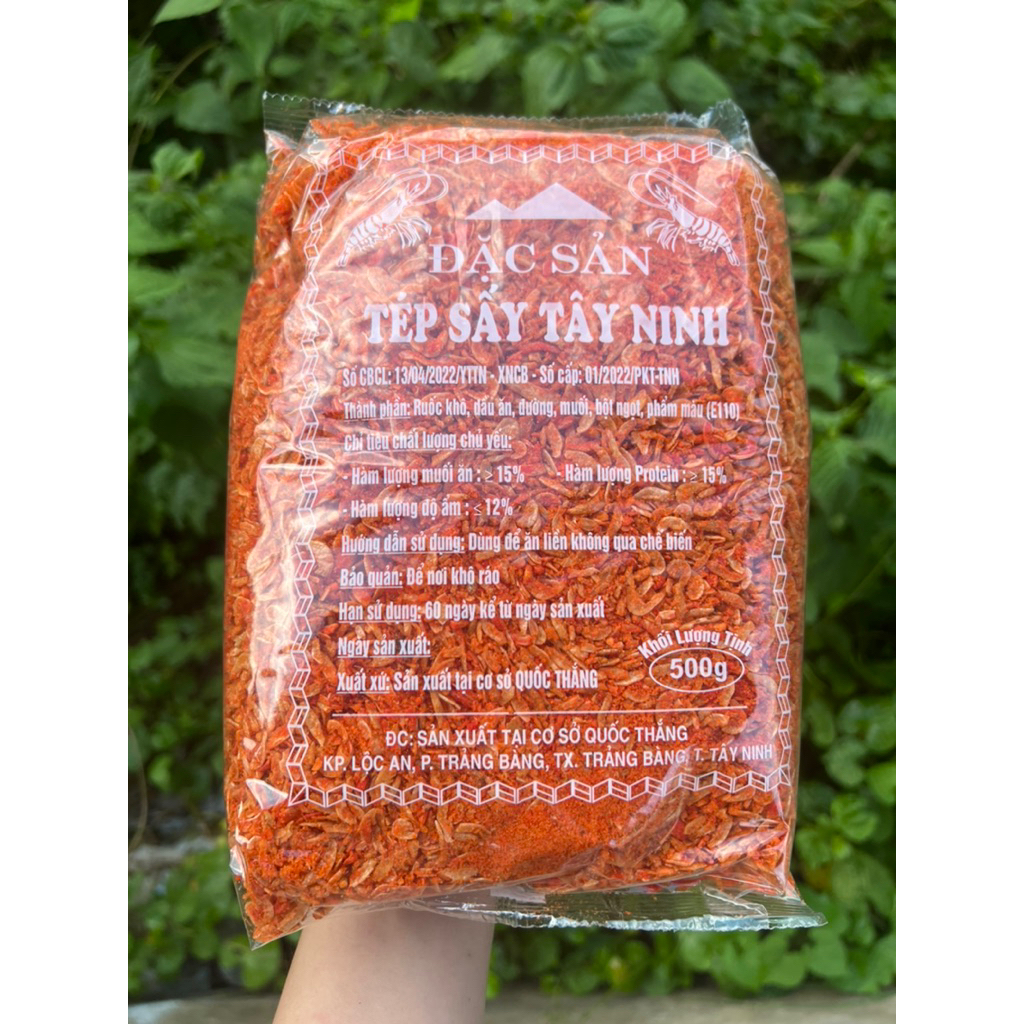 ĐẶC SẢN
TÉP SẤY TÂY NINH
Số CBCL: 13/04/2022/YTTN - XNCB - Số cấp: 01/2022/PKT-TNH
Thành phần: Ruốc khô, dầu ăn, đường, muối, bột ngọt, phẩm màu (E110)
Chỉ tiêu chất lượng chủ yếu:
- Hàm lượng muối ăn : ≥ 15% - Hàm lượng Protein : ≥ 15%
- Hàm lượng độ ẩm : ≤ 12%
Hướng dẫn sử dụng: Dùng để ăn liền không qua chế biến
Bảo quản: Để nơi khô ráo
Hạn sử dụng: 60 ngày kể từ ngày sản xuất
Ngày sản xuất:
Khối Lượng Tịnh
500g
Xuất xứ: Sản xuất tại cơ sở QUỐC THẮNG
ĐC: SẢN XUẤT TẠI CƠ SỞ QUỐC THẮNG
KP. LỘC AN, P. TRẢNG BÀNG, TX. TRẢNG BÀNG, T. TÂY NINH